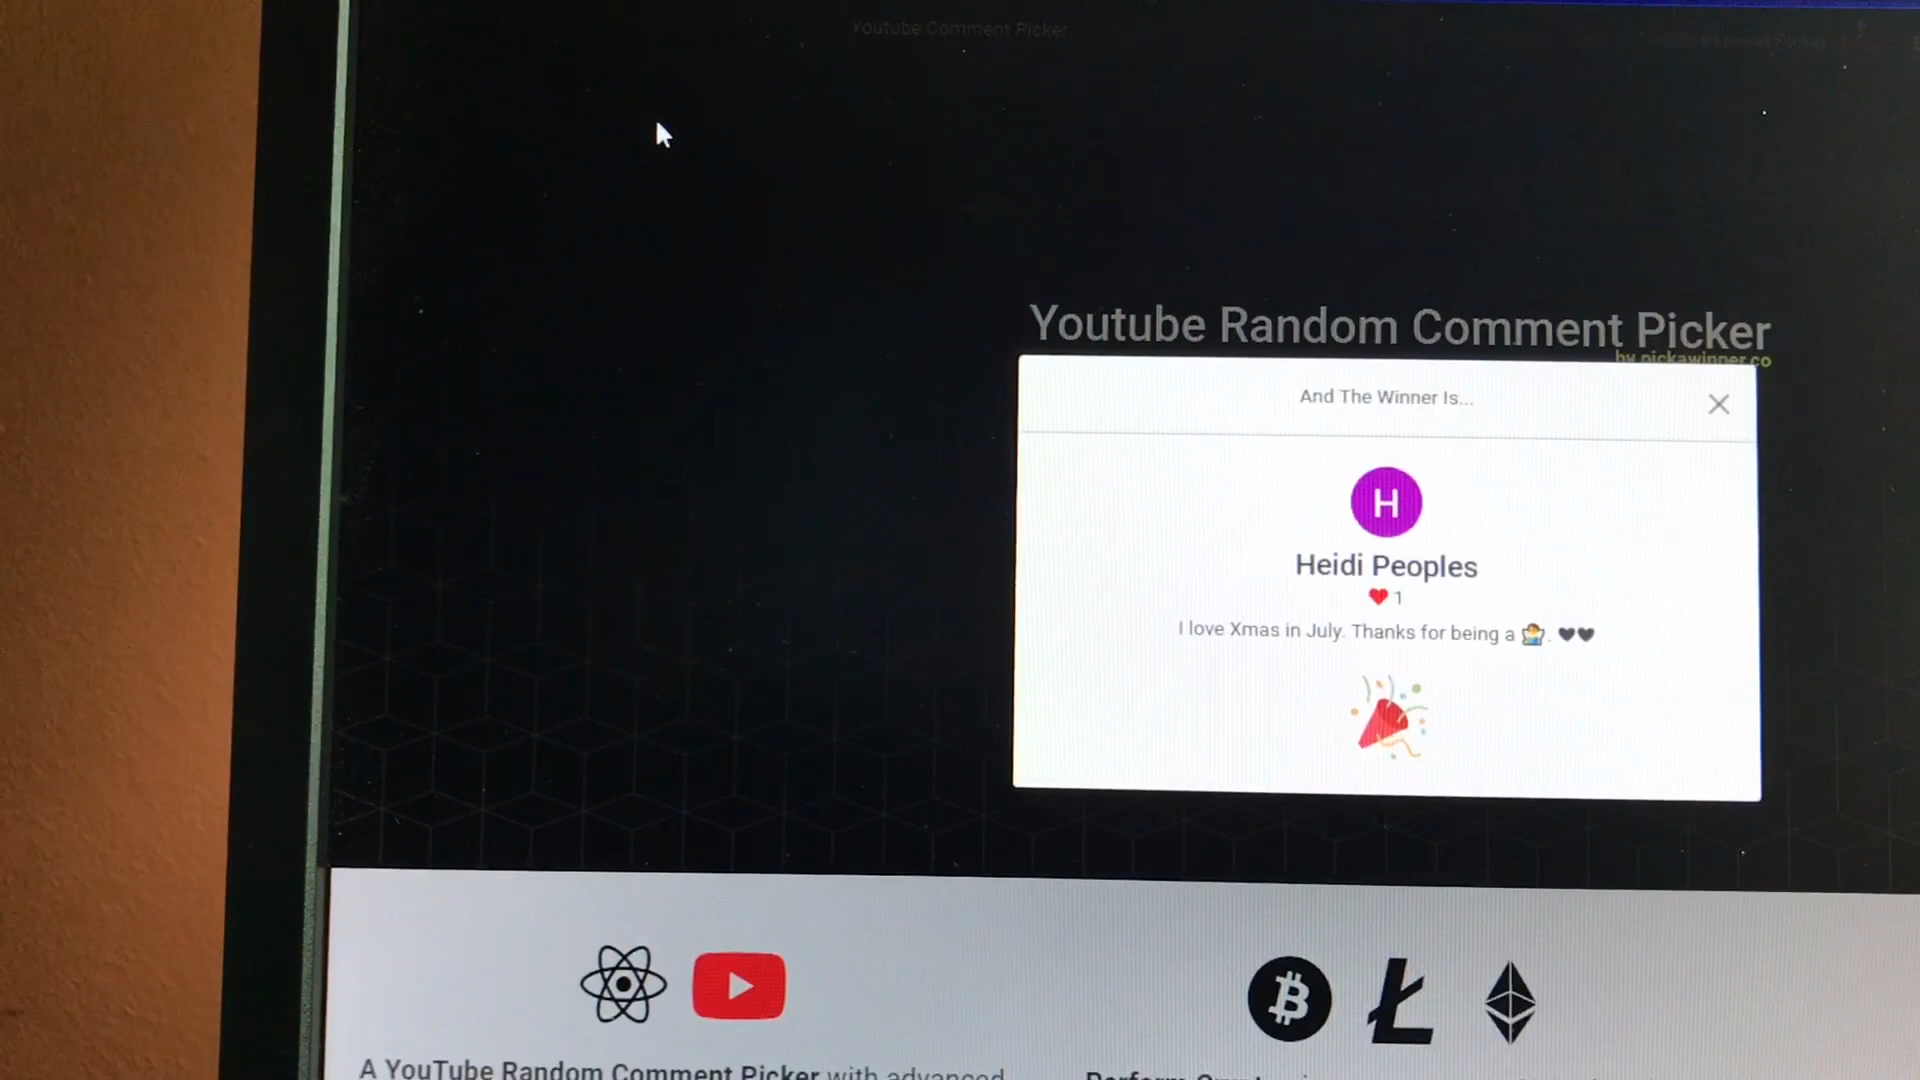 Youtube Comment Picker
Youtube Random Comment Picker
by pickawinner.co
And The Winner Is...
H
Heidi Peoples
1
I love Xmas in July. Thanks for being a 🤷. 🖤🖤
A YouTube Random Comment Picker with advanced